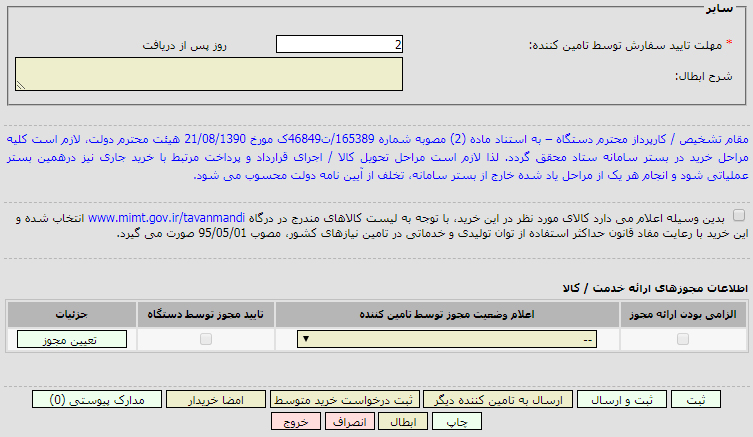 سایر
* مهلت تایید سفارش توسط تامین کننده: 2 روز پس از دریافت
شرح ابطال:
مقام تشخیص / کارپرداز محترم دستگاه – به استناد ماده (2) مصوبه شماره 165389/ت46849ک مورخ 21/08/1390 هیئت محترم دولت، لازم است کلیه
مراحل خرید در بستر سامانه ستاد محقق گردد. لذا لازم است مراحل تحویل کالا / اجرای قرارداد و پرداخت مرتبط با خرید جاری نیز درهمین بستر
عملیاتی شود و انجام هر یک از مراحل یاد شده خارج از بستر سامانه، تخلف از آیین نامه دولت محسوب می شود.
بدین وسیله اعلام می دارد کالای مورد نظر در این خرید، با توجه به لیست کالاهای مندرج در درگاه www.mimt.gov.ir/tavanmandi انتخاب شده و
این خرید با رعایت مفاد قانون حداکثر استفاده از توان تولیدی و خدماتی در تامین نیازهای کشور، مصوب 95/05/01 صورت می گیرد.
اطلاعات مجوزهای ارائه خدمت / کالا
الزامی بودن ارائه مجوز اعلام وضعیت مجوز توسط تامین کننده تایید مجوز توسط دستگاه جزئیات
-- تعیین مجوز
ثبت ثبت و ارسال ارسال به تامین کننده دیگر ثبت درخواست خرید متوسط امضا خریدار مدارک پیوستی (0)
چاپ ابطال انصراف خروج